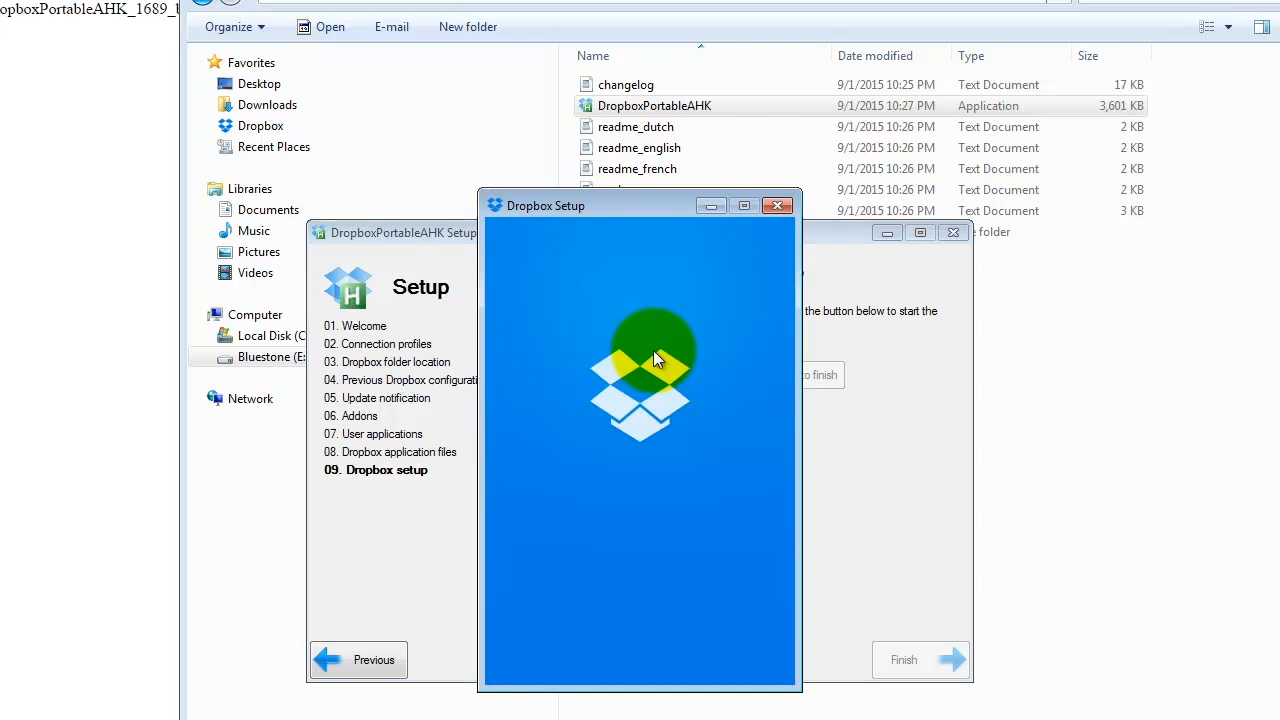 opboxPortableAHK_1689_b
Organize
Open
E-mail
New folder
Name
Date modified
Type
Size
Favorites
Desktop
Downloads
Dropbox
Recent Places
Libraries
Documents
Music
Pictures
Videos
Computer
Local Disk (C
Bluestone (E:
Network
changelog 9/1/2015 10:25 PM Text Document 17 KB
DropboxPortableAHK 9/1/2015 10:27 PM Application 3,601 KB
readme_dutch 9/1/2015 10:26 PM Text Document 2 KB
readme_english 9/1/2015 10:26 PM Text Document 2 KB
readme_french 9/1/2015 10:26 PM Text Document 2 KB
9/1/2015 10:26 PM Text Document 2 KB
9/1/2015 10:26 PM Text Document 3 KB
folder
DropboxPortableAHK Setup
H
Setup
01. Welcome
02. Connection profiles
03. Dropbox folder location
04. Previous Dropbox configurati
05. Update notification
06. Addons
07. User applications
08. Dropbox application files
09. Dropbox setup
Previous
Dropbox Setup
the button below to start the
to finish
Finish